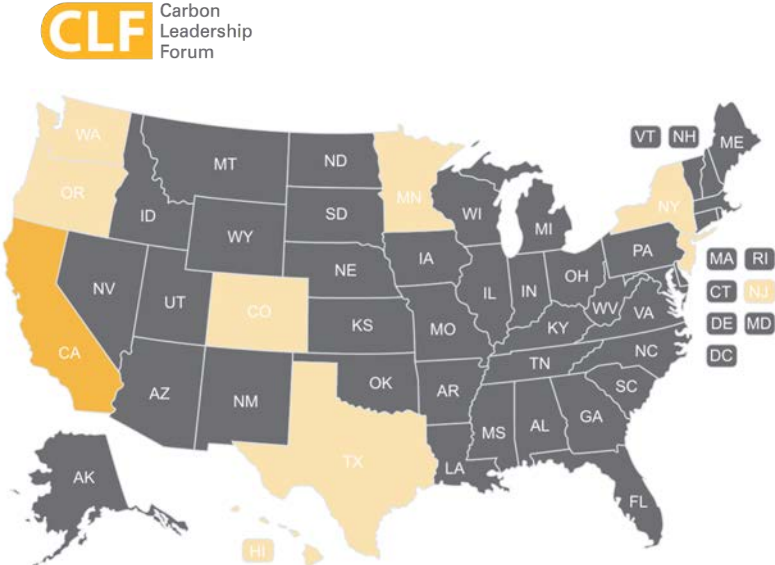 CLF
Carbon
Leadership
Forum
WA
MT
ND
MN
VT
NH
ME
OR
ID
SD
WI
MI
NY
WY
IA
PA
MA
RI
NV
UT
CO
NE
IL
IN
OH
CT
NJ
CA
KS
MO
KY
WV
VA
DE
MD
DC
AZ
NM
OK
AR
TN
NC
SC
TX
LA
MS
AL
GA
AK
FL
HI